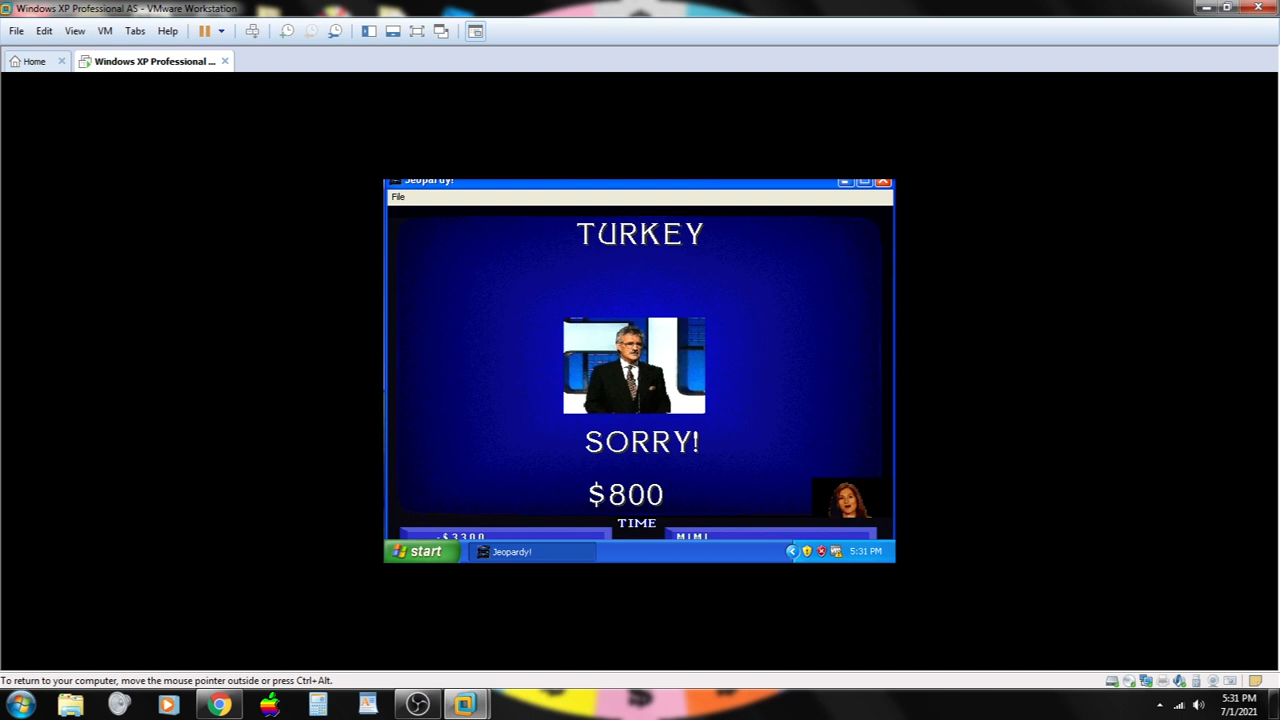 Windows XP Professional AS - VMware Workstation
File Edit View VM Tabs Help
Home
Windows XP Professional ...
Jeopardy!
File
TURKEY
SORRY!
$800
TIME
-$3300
MIMI
start
Jeopardy!
5:31 PM
To return to your computer, move the mouse pointer outside or press Ctrl+Alt.
5:31 PM
7/1/2021